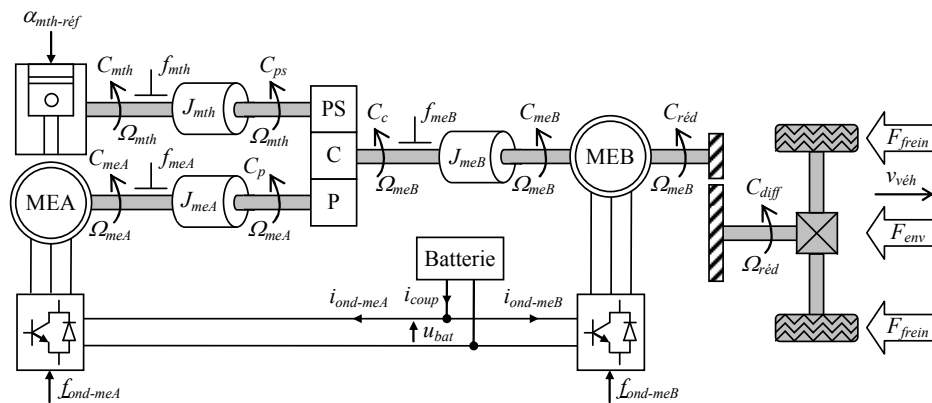 α_mth-réf
C_mth
f_mth
C_ps
J_mth
Ω_mth
Ω_mth
PS
C
P
C_meA
f_meA
C_p
MEA
J_meA
Ω_meA
Ω_meA
C_c
f_meB
C_meB
C_réd
J_meB
MEB
Ω_meB
Ω_meB
Ω_meB
C_diff
Ω_réd
F_frein
v_véh
F_env
F_frein
Batterie
i_ond-meA
i_coup
i_ond-meB
u_bat
f_ond-meA
f_ond-meB